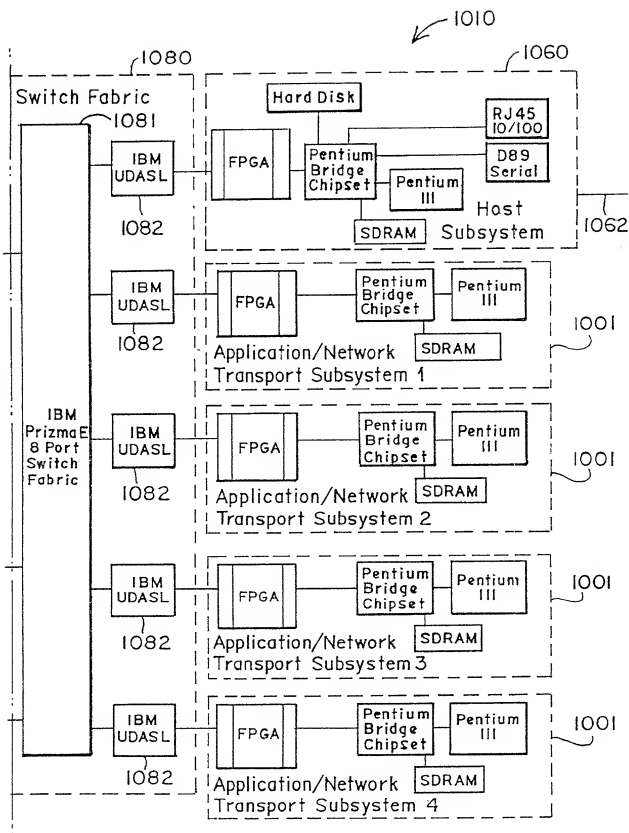 1010
1080
1060
Switch Fabric
1081
Hard Disk
RJ45
10/100
IBM
UDASL
FPGA
Pentium
Bridge
Chipset
D89
Serial
Pentium
III
1082
Host
Subsystem
SDRAM
1062
IBM
UDASL
FPGA
Pentium
Bridge
Chipset
Pentium
III
1082
SDRAM
Application/Network
Transport Subsystem 1
1001
IBM
PrizmaE
8 Port
Switch
Fabric
IBM
UDASL
FPGA
Pentium
Bridge
Chipset
Pentium
III
1082
SDRAM
Application/Network
Transport Subsystem 2
1001
IBM
UDASL
FPGA
Pentium
Bridge
Chipset
Pentium
III
1082
SDRAM
Application/Network
Transport Subsystem 3
1001
IBM
UDASL
FPGA
Pentium
Bridge
Chipset
Pentium
III
1082
SDRAM
Application/Network
Transport Subsystem 4
1001